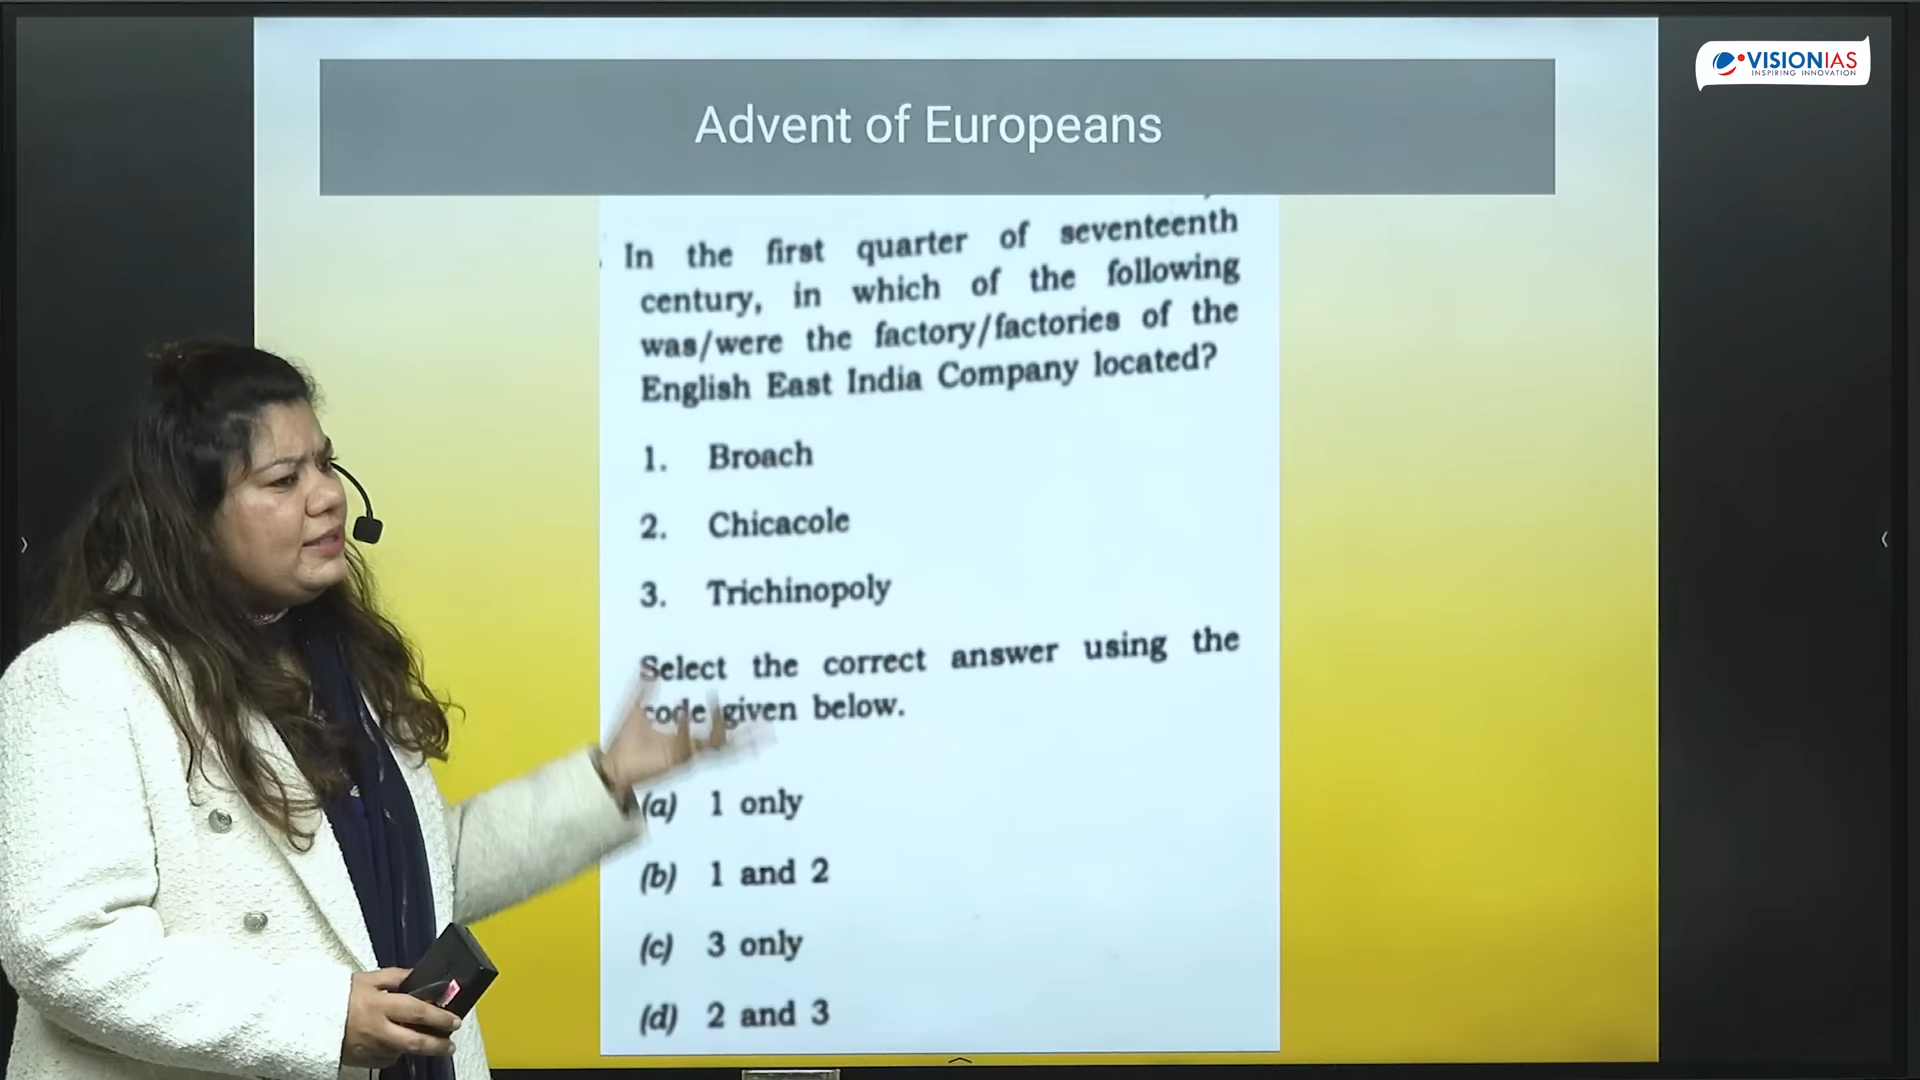 VISIONIAS
INSPIRING INNOVATION
Advent of Europeans
In the first quarter of seventeenth
century, in which of the following
was/were the factory/factories of the
English East India Company located?
1. Broach
2. Chicacole
3. Trichinopoly
Select the correct answer using the
code given below.
(a) 1 only
(b) 1 and 2
(c) 3 only
(d) 2 and 3